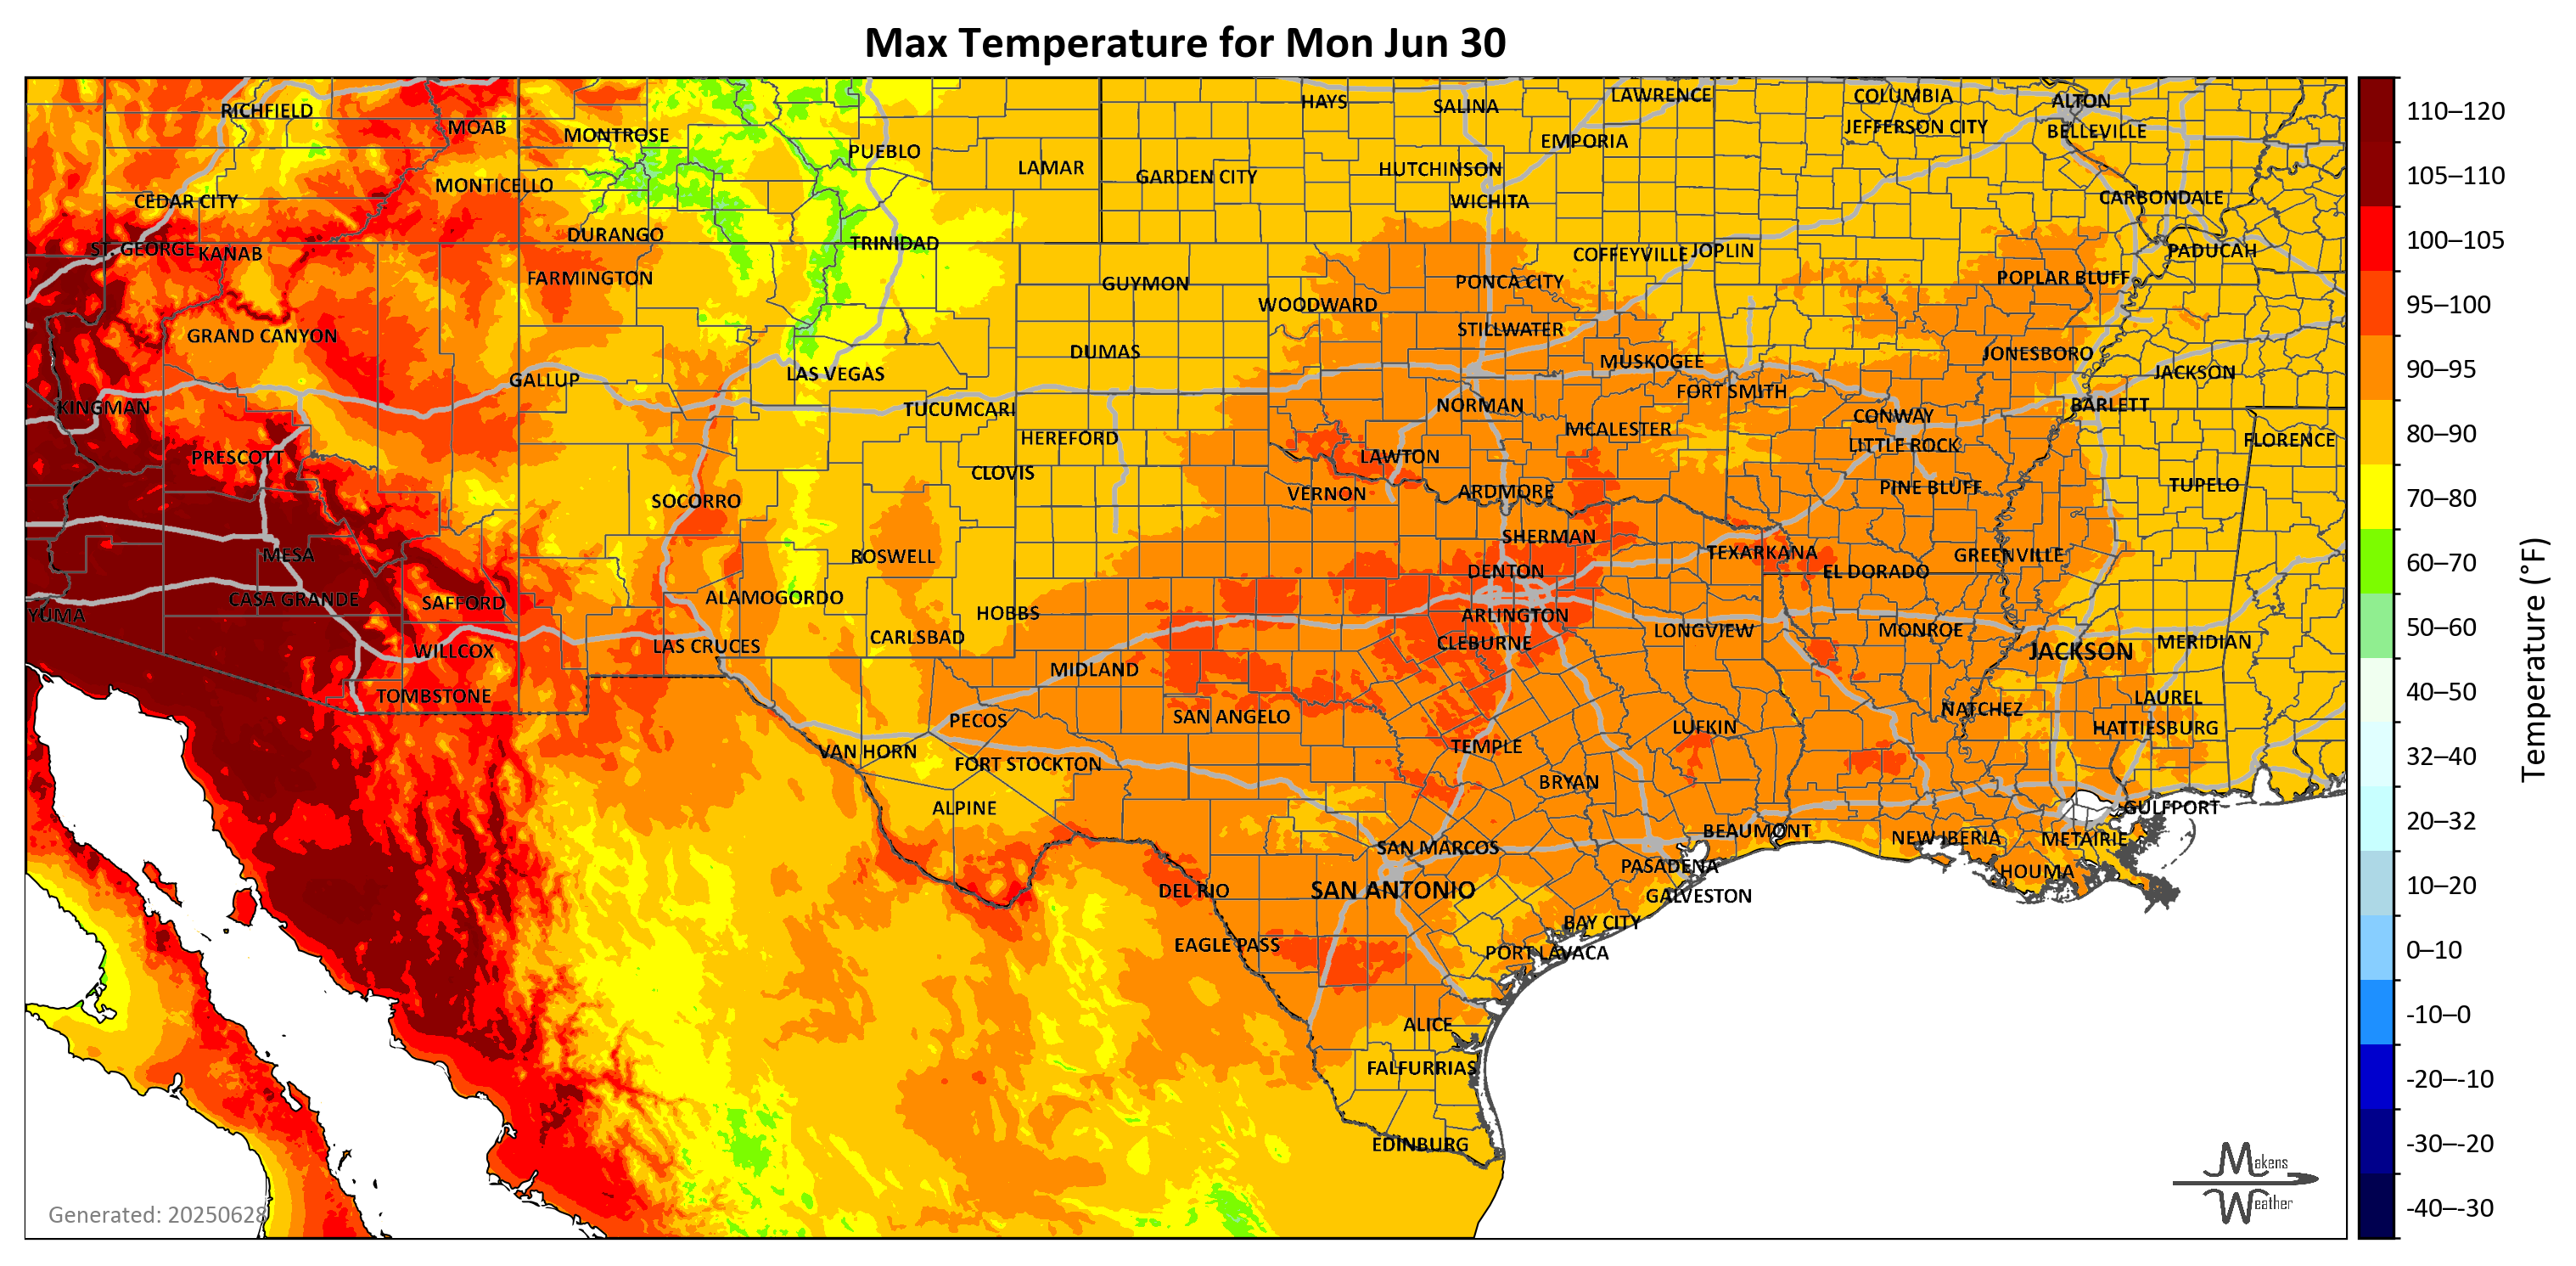 Max Temperature for Mon Jun 30
RICHFIELD
MOAB
MONTROSE
PUEBLO
LAMAR
HAYS
SALINA
LAWRENCE
COLUMBIA
ALTON
JEFFERSON CITY
BELLEVILLE
EMPORIA
HUTCHINSON
GARDEN CITY
WICHITA
MONTICELLO
CEDAR CITY
CARBONDALE
DURANGO
TRINIDAD
ST. GEORGE
KANAB
COFFEYVILLE
JOPLIN
PADUCAH
FARMINGTON
GUYMON
PONCA CITY
POPLAR BLUFF
WOODWARD
GRAND CANYON
STILLWATER
DUMAS
MUSKOGEE
JONESBORO
GALLUP
LAS VEGAS
JACKSON
FORT SMITH
KINGMAN
TUCUMCARI
NORMAN
CONWAY
BARLETT
HEREFORD
MCALESTER
LITTLE ROCK
FLORENCE
PRESCOTT
CLOVIS
LAWTON
SOCORRO
VERNON
ARDMORE
PINE BLUFF
TUPELO
SHERMAN
MESA
ROSWELL
TEXARKANA
GREENVILLE
DENTON
EL DORADO
CASA GRANDE
SAFFORD
ALAMOGORDO
YUMA
HOBBS
ARLINGTON
LAS CRUCES
CARLSBAD
CLEBURNE
LONGVIEW
MONROE
WILLCOX
JACKSON
MERIDIAN
MIDLAND
TOMBSTONE
LAUREL
PECOS
SAN ANGELO
NATCHEZ
LUFKIN
HATTIESBURG
VAN HORN
TEMPLE
FORT STOCKTON
BRYAN
ALPINE
GULFPORT
BEAUMONT
NEW IBERIA
METAIRIE
SAN MARCOS
PASADENA
HOUMA
DEL RIO
SAN ANTONIO
GALVESTON
BAY CITY
EAGLE PASS
PORT LAVACA
ALICE
FALFURRIAS
EDINBURG
Generated: 20250628
Makens
Weather
110–120
105–110
100–105
95–100
90–95
80–90
70–80
60–70
50–60
40–50
32–40
20–32
10–20
0–10
-10–0
-20–-10
-30–-20
-40–-30
Temperature (°F)